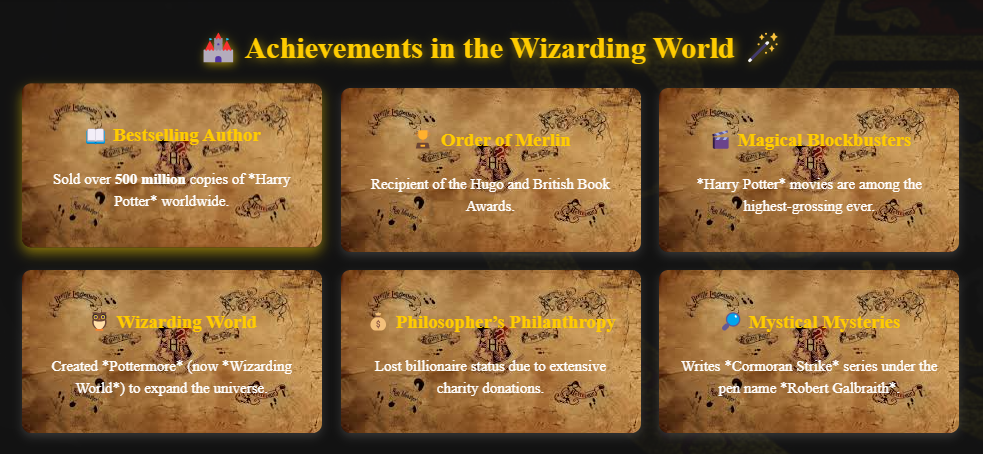 🏰 Achievements in the Wizarding World 🪄
📖 Bestselling Author
Sold over 500 million copies of *Harry
Potter* worldwide.
Order of Merlin
Recipient of the Hugo and British Book
Awards.
🎬 Magical Blockbusters
*Harry Potter* movies are among the
highest-grossing ever.
🦉 Wizarding World
Created *Pottermore* (now *Wizarding
World*) to expand the universe.
💰 Philosopher’s Philanthropy
Lost billionaire status due to extensive
charity donations.
🔎 Mystical Mysteries
Writes *Cormoran Strike* series under the
pen name *Robert Galbraith*.